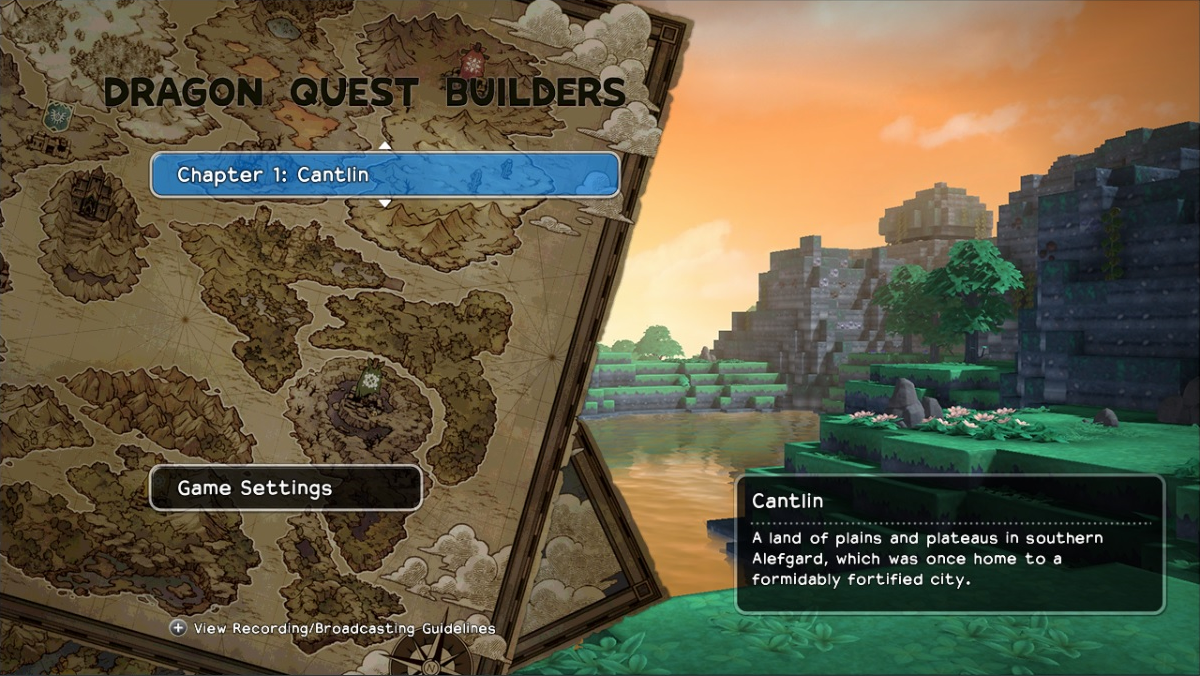 DRAGON QUEST BUILDERS
Chapter 1: Cantlin
Game Settings
Cantlin
A land of plains and plateaus in southern
Alefgard, which was once home to a
formidably fortified city.
+ View Recording/Broadcasting Guidelines
N